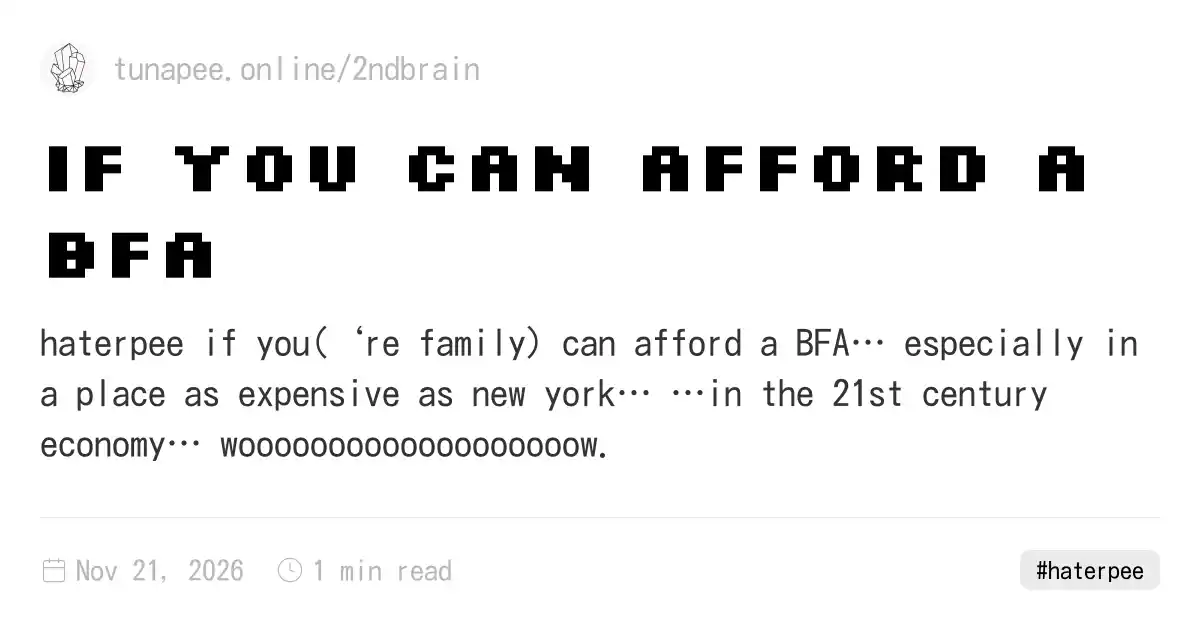 tunapee.online/2ndbrain
IF YOU CAN AFFORD A
BFA
haterpee if you( ‘re family) can afford a BFA… especially in
a place as expensive as new york… …in the 21st century
economy… wooooooooooooooooooow.
Nov 21, 2026 1 min read
#haterpee